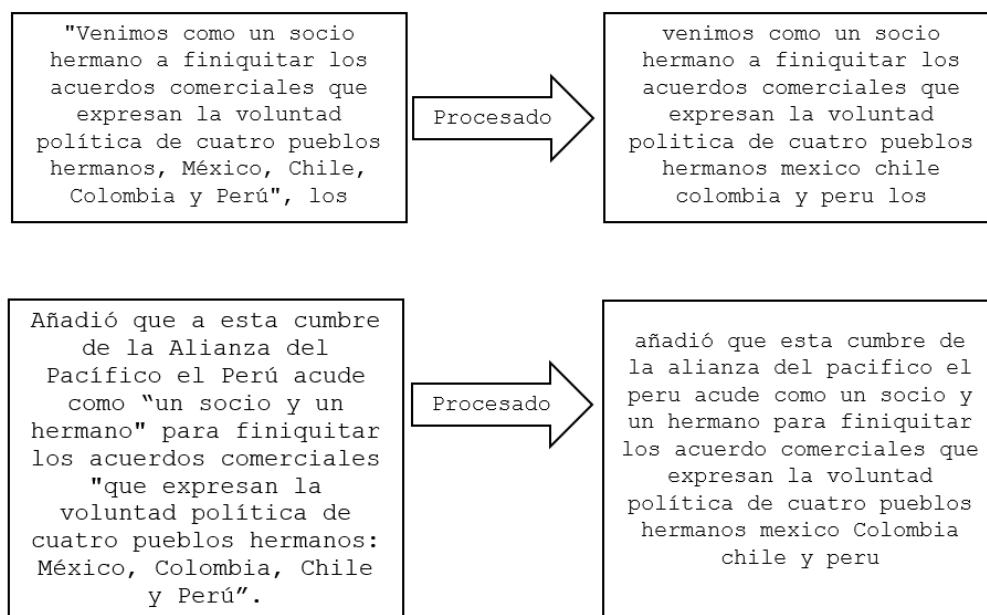 "Venimos como un socio
hermano a finiquitar los
acuerdos comerciales que
expresan la voluntad
política de cuatro pueblos
hermanos, México, Chile,
Colombia y Perú", los
Procesado
venimos como un socio
hermano a finiquitar los
acuerdos comerciales que
expresan la voluntad
politica de cuatro pueblos
hermanos mexico chile
colombia y peru los
Añadió que a esta cumbre
de la Alianza del
Pacífico el Perú acude
como “un socio y un
hermano" para finiquitar
los acuerdos comerciales
"que expresan la
voluntad política de
cuatro pueblos hermanos:
México, Colombia, Chile
y Perú”.
Procesado
añadió que esta cumbre de
la alianza del pacifico el
peru acude como un socio y
un hermano para finiquitar
los acuerdo comerciales que
expresan la voluntad
política de cuatro pueblos
hermanos mexico Colombia
chile y peru